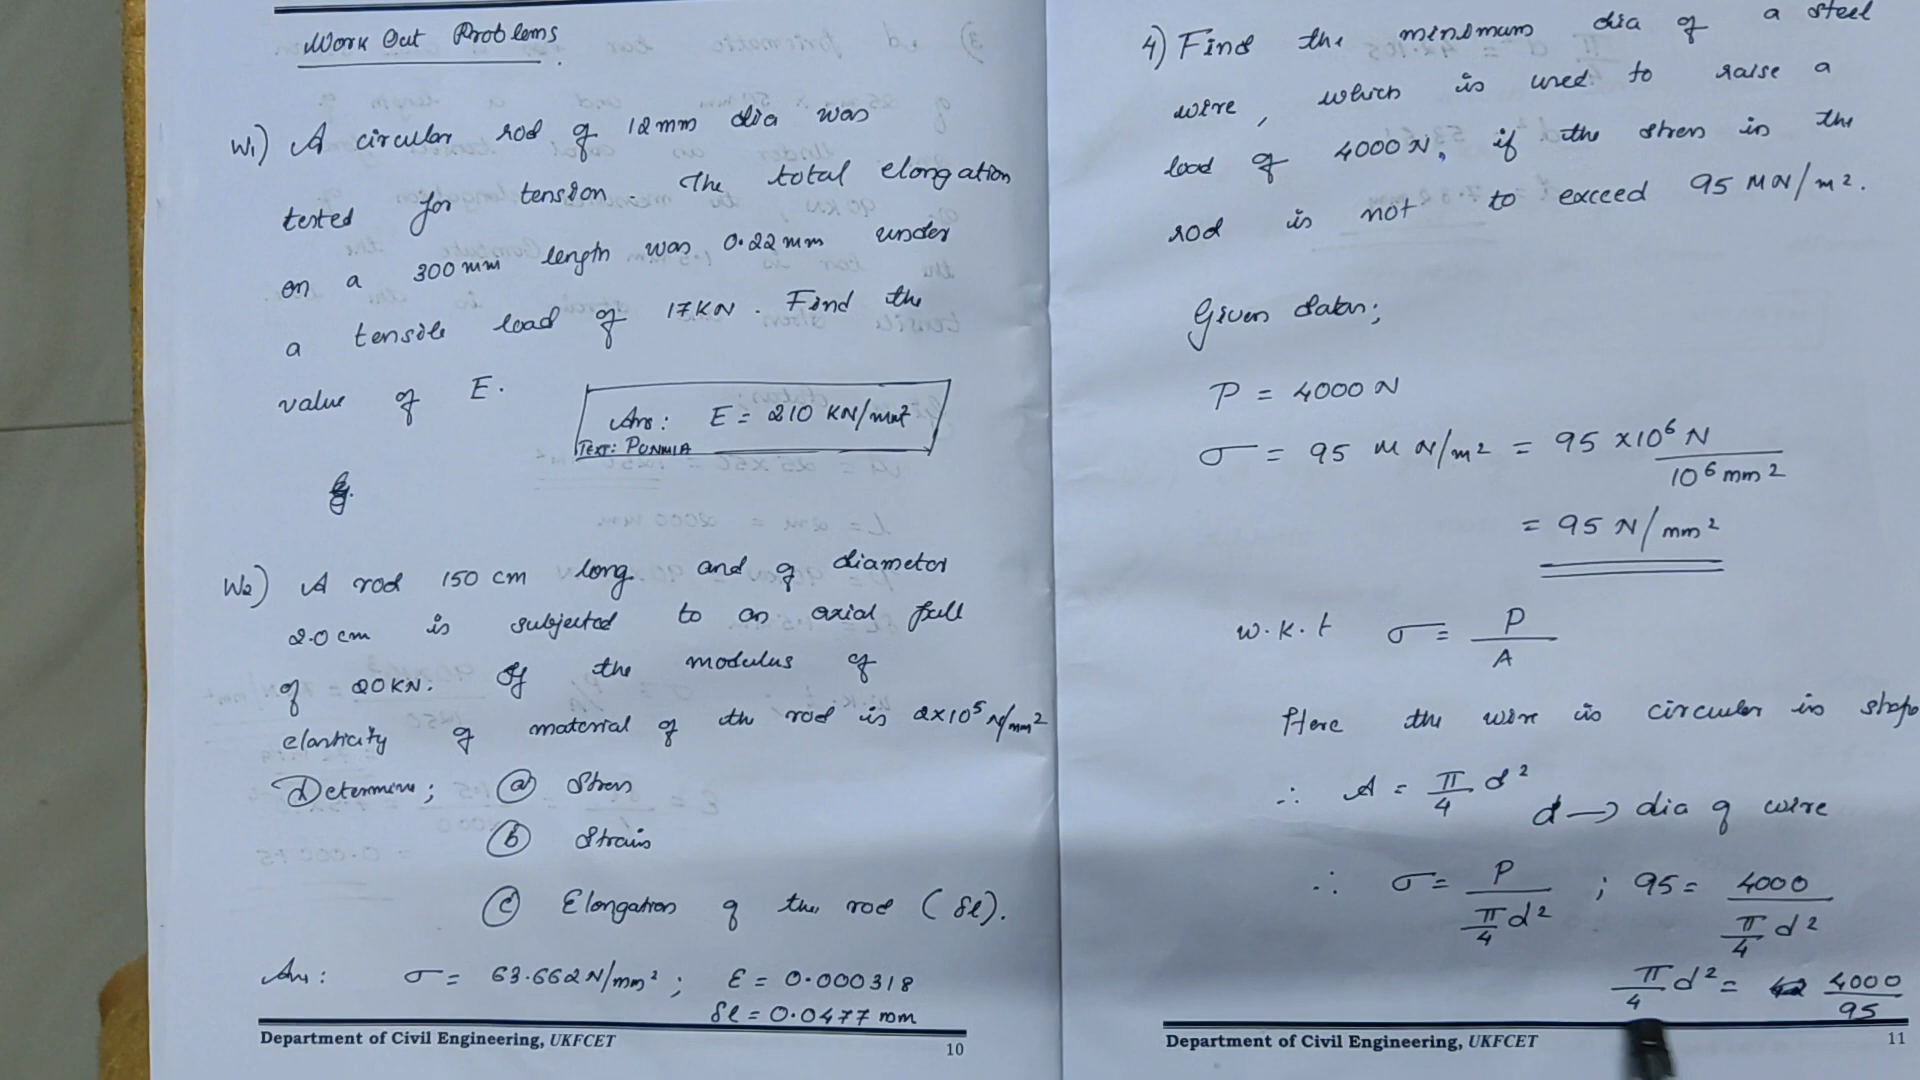 Work Out Problems
W1) A circular rod of 12mm dia was
tested for tension. The total elongation
on a 300mm length was 0.22mm under
a tensile load of 17KN. Find the
value of E.
Ans: E = 210 KN/mm²
TEXT: PUNMIA
W2) A rod 150 cm long and of diameter
2.0 cm is subjected to an axial pull
of 20KN. If the modulus of
elasticity of material of the rod is 2×10⁵ N/mm²
Determine; (a) Stress
(b) Strain
(c) Elongation of the rod (δl).
Ans: σ = 63.662 N/mm²; ε = 0.000318
δl = 0.0477 mm
Department of Civil Engineering, UKFCET
10
4) Find the minimum dia of a steel
wire, which is used to raise a
load of 4000 N, if the stress in the
rod is not to exceed 95 MN/m².
Given data;
P = 4000 N
σ = 95 M N/m² = 95 ×10⁶ N / 10⁶ mm²
= 95 N/mm²
w.k.t σ = P/A
Here the wire is circular in shape
∴ A = π/4 d²
d → dia of wire
∴ σ = P / π/4 d² ; 95 = 4000 / π/4 d²
π/4 d² = 4000/95
Department of Civil Engineering, UKFCET
11